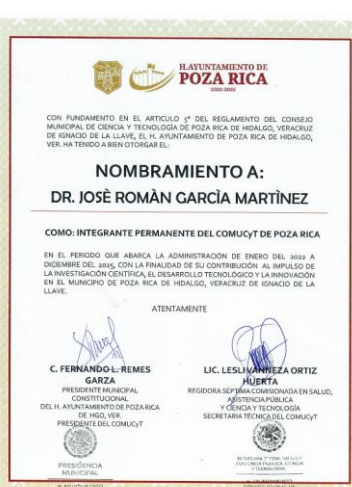 H. AYUNTAMIENTO DE
POZA RICA
2022-2025
CON FUNDAMENTO EN EL ARTICULO 5º DEL REGLAMENTO DEL CONSEJO
MUNICIPAL DE CIENCIA Y TECNOLOGÍA DE POZA RICA DE HIDALGO, VERACRUZ
DE IGNACIO DE LA LLAVE, EL H. AYUNTAMIENTO DE POZA RICA DE HIDALGO,
VER. HA TENIDO A BIEN OTORGAR EL:
NOMBRAMIENTO A:
DR. JOSÈ ROMÀN GARCÌA MARTÌNEZ
COMO: INTEGRANTE PERMANENTE DEL COMUCyT DE POZA RICA
EN EL PERIODO QUE ABARCA LA ADMINISTRACIÓN DE ENERO DEL 2022 A
DICIEMBRE DEL 2025, CON LA FINALIDAD DE SU CONTRIBUCIÓN AL IMPULSO DE
LA INVESTIGACIÓN CIENTÍFICA, EL DESARROLLO TECNOLÓGICO Y LA INNOVACIÓN
EN EL MUNICIPIO DE POZA RICA DE HIDALGO, VERACRUZ DE IGNACIO DE LA
LLAVE.
ATENTAMENTE
C. FERNANDO L. REMES
GARZA
PRESIDENTE MUNICIPAL
CONSTITUCIONAL
DEL H. AYUNTAMIENTO DE POZA RICA
DE HGO, VER.
PRESIDENTE DEL COMUCyT
PRESIDENCIA
MUNICIPAL
LIC. LESLI VANNEZA ORTIZ
HUERTA
REGIDORA SÉPTIMA COMISIONADA EN SALUD,
ASISTENCIA PÚBLICA
Y CIENCIA Y TECNOLOGÍA
SECRETARIA TÉCNICA DEL COMUCyT